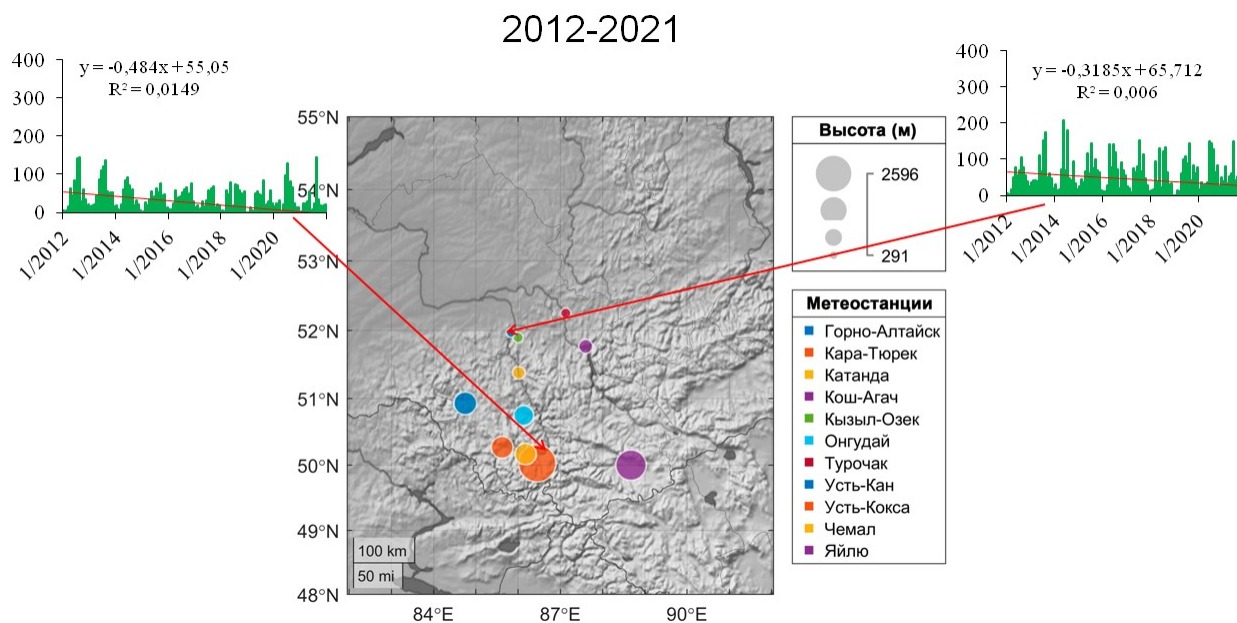 2012-2021
400
300
200
100
0
y = -0,484x + 55,05
R² = 0,0149
1/2012
1/2014
1/2016
1/2018
1/2020
400
300
200
100
0
y = -0,3185x + 65,712
R² = 0,006
1/2012
1/2014
1/2016
1/2018
1/2020
55°N
54°N
53°N
52°N
51°N
50°N
49°N
48°N
84°E
87°E
90°E
100 km
50 mi
Высота (м)
2596
291
Метеостанции
Горно-Алтайск
Кара-Тюрек
Катанда
Кош-Агач
Кызыл-Озек
Онгудай
Турочак
Усть-Кан
Усть-Кокса
Чемал
Яйлю